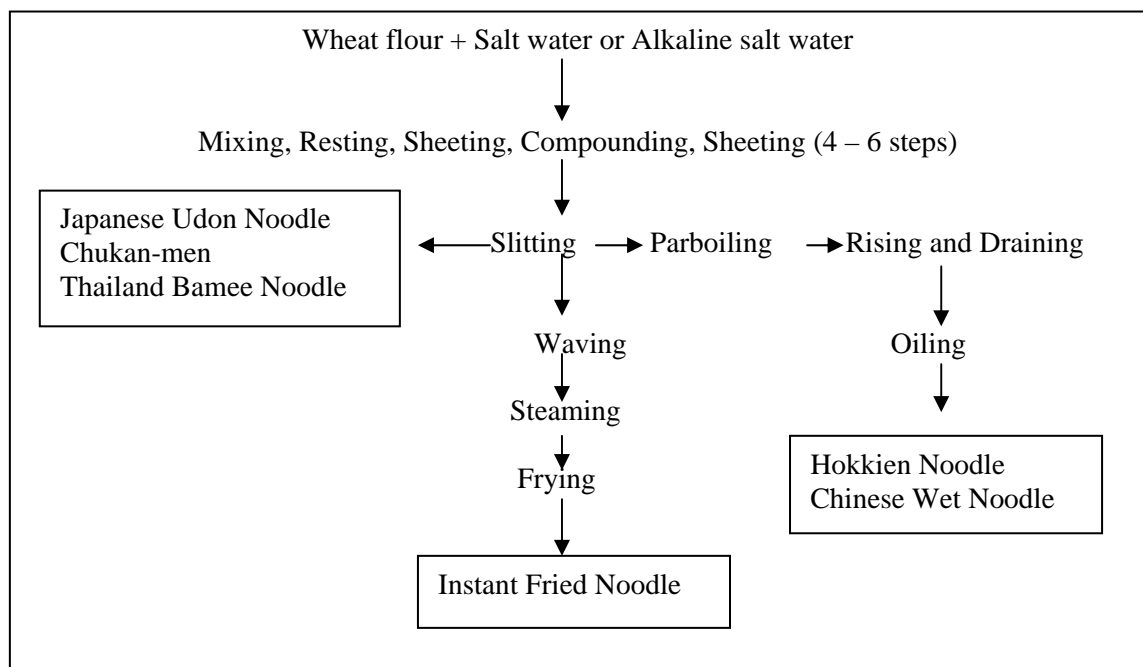 Wheat flour + Salt water or Alkaline salt water
Mixing, Resting, Sheeting, Compounding, Sheeting (4 – 6 steps)
Japanese Udon Noodle
Chukan-men
Thailand Bamee Noodle
Slitting
Parboiling
Rising and Draining
Waving
Oiling
Steaming
Frying
Hokkien Noodle
Chinese Wet Noodle
Instant Fried Noodle